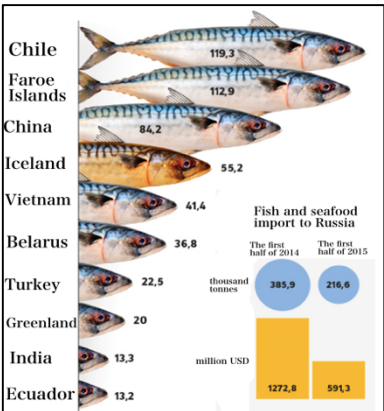 Chile
119,3
Faroe
Islands
112,9
China
84,2
Iceland
55,2
Vietnam
41,4
Belarus
36,8
Turkey
22,5
Greenland
20
India
13,3
Ecuador
13,2
Fish and seafood
import to Russia
The first
half of 2014
The first
half of 2015
thousand
tonnes
385,9
216,6
million USD
1272,8
591,3